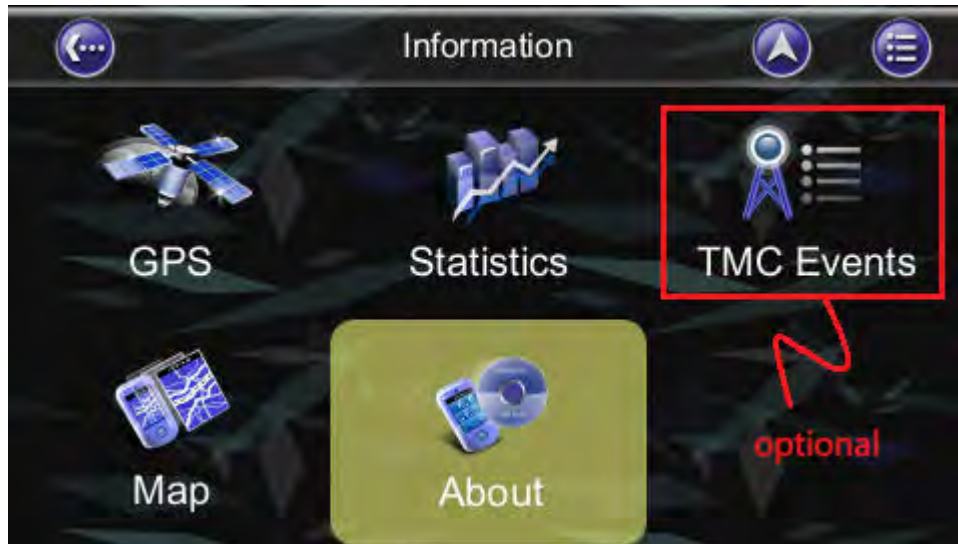 Information
GPS
Statistics
TMC Events
Map
About
optional